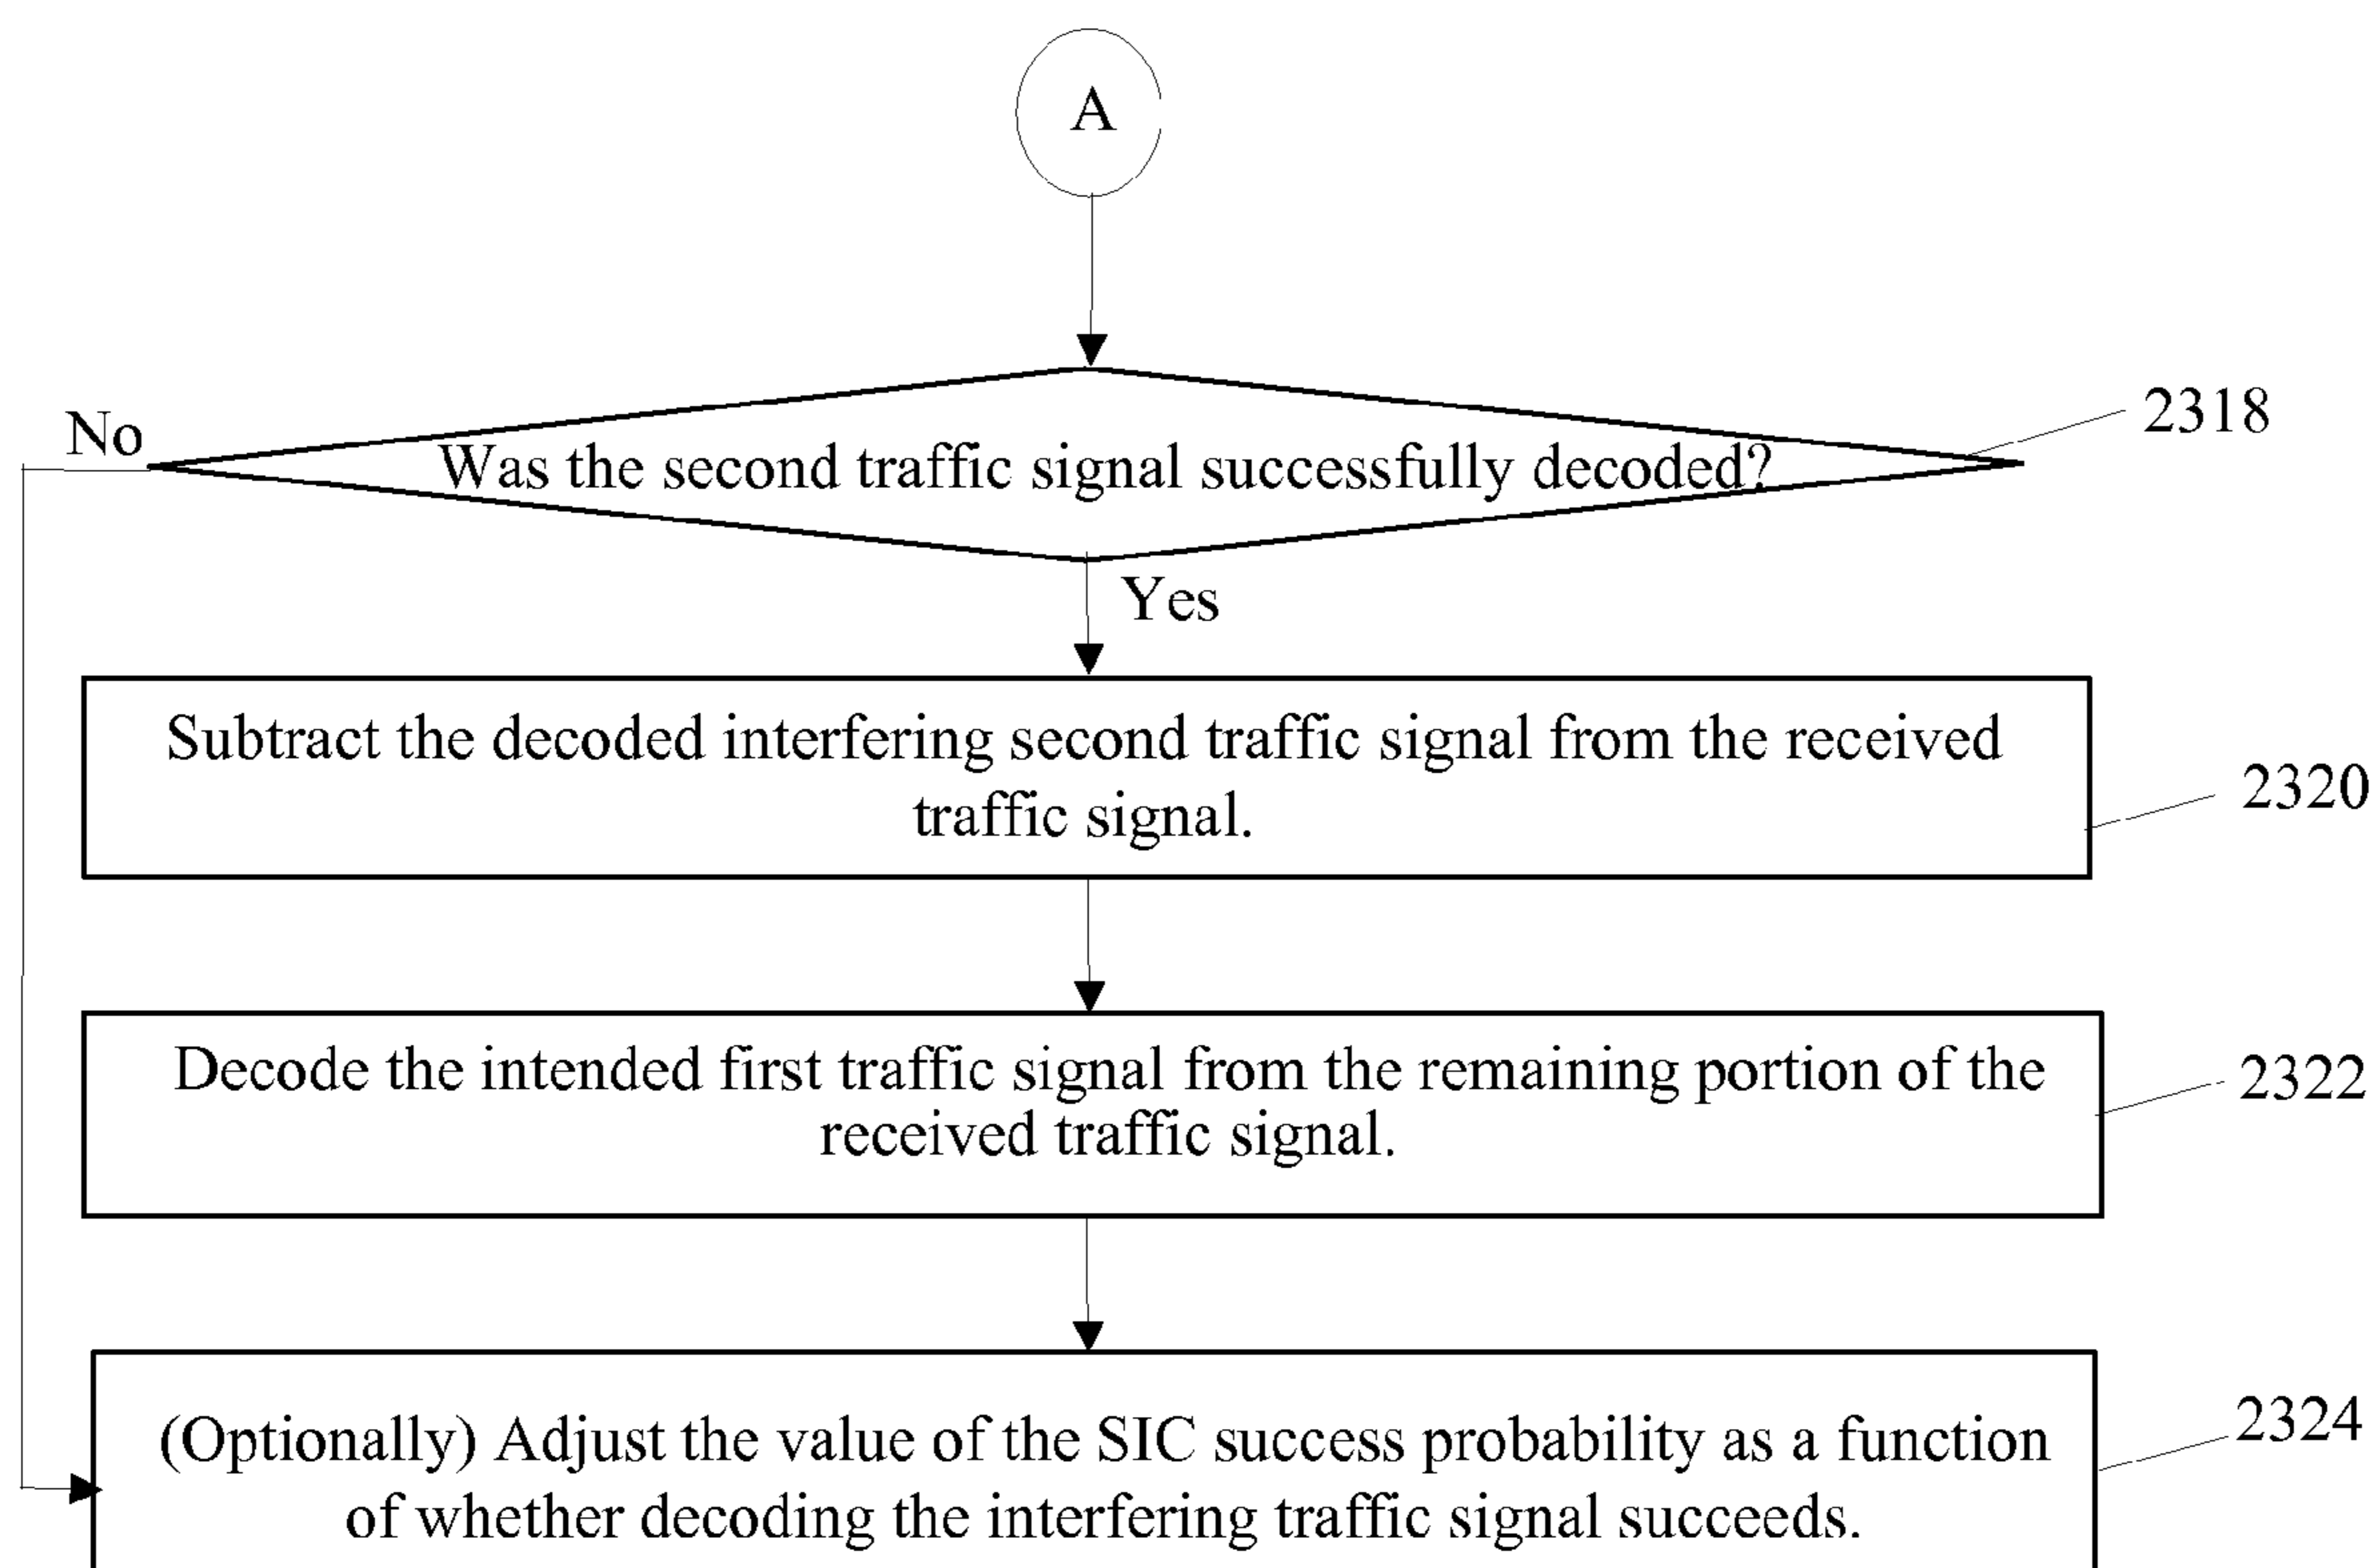 A
No
Was the second traffic signal successfully decoded?
2318
Yes
Subtract the decoded interfering second traffic signal from the received
traffic signal.
2320
Decode the intended first traffic signal from the remaining portion of the
received traffic signal.
2322
(Optionally) Adjust the value of the SIC success probability as a function
of whether decoding the interfering traffic signal succeeds.
2324